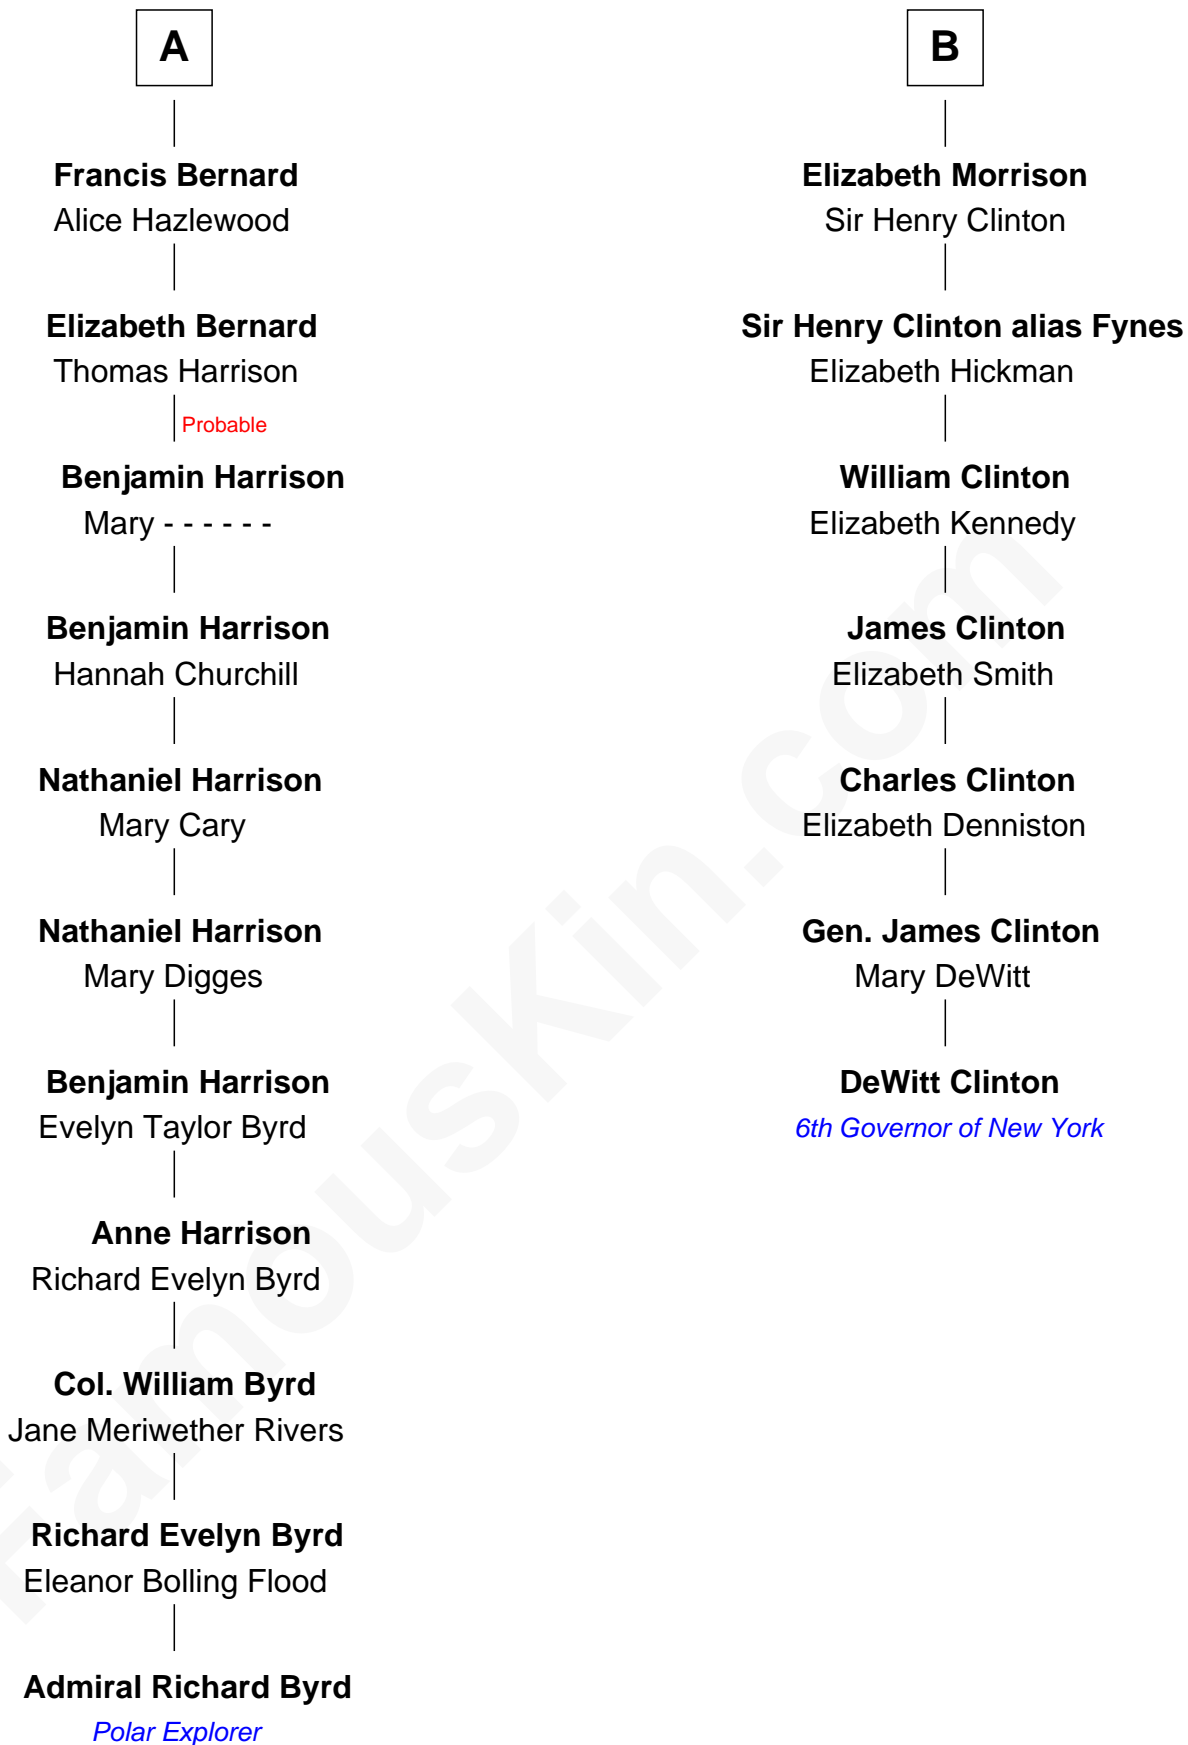 A
Francis Bernard
Alice Hazlewood
Elizabeth Bernard
Thomas Harrison
Probable
Benjamin Harrison
Mary - - - - - -
Benjamin Harrison
Hannah Churchill
Nathaniel Harrison
Mary Cary
Nathaniel Harrison
Mary Digges
Benjamin Harrison
Evelyn Taylor Byrd
Anne Harrison
Richard Evelyn Byrd
Col. William Byrd
Jane Meriwether Rivers
Richard Evelyn Byrd
Eleanor Bolling Flood
Admiral Richard Byrd
Polar Explorer
B
Elizabeth Morrison
Sir Henry Clinton
Sir Henry Clinton alias Fynes
Elizabeth Hickman
William Clinton
Elizabeth Kennedy
James Clinton
Elizabeth Smith
Charles Clinton
Elizabeth Denniston
Gen. James Clinton
Mary DeWitt
DeWitt Clinton
6th Governor of New York
FamousKin.com